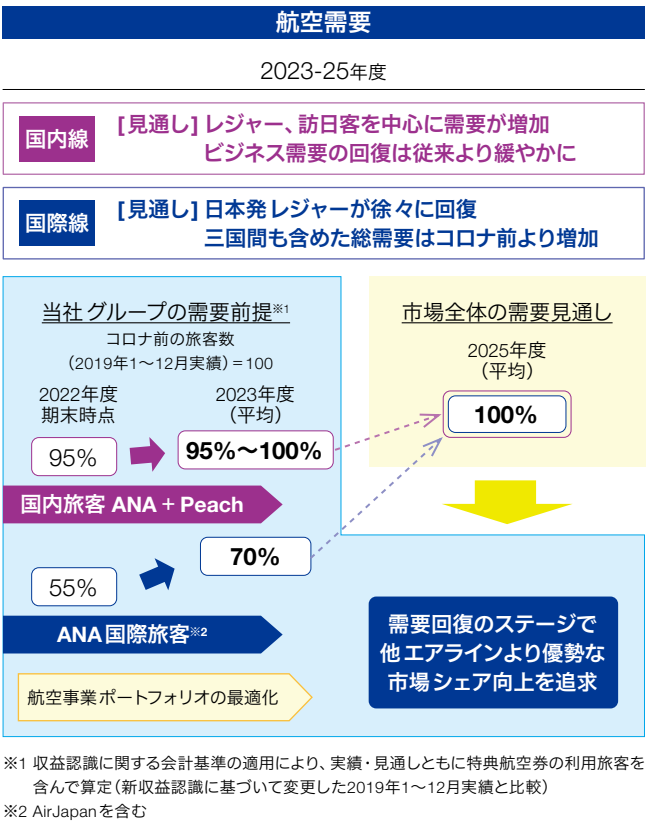 航空需要
2023-25年度
国内線
[見通し] レジャー、訪日客を中心に需要が増加
ビジネス需要の回復は従来より緩やかに
国際線
[見通し] 日本発レジャーが徐々に回復
三国間も含めた総需要はコロナ前より増加
当社グループの需要前提※1
コロナ前の旅客数
（2019年1〜12月実績）＝100
2022年度
期末時点
2023年度
（平均）
95%
95%〜100%
国内旅客 ANA + Peach
55%
70%
ANA国際旅客※2
航空事業ポートフォリオの最適化
市場全体の需要見通し
2025年度
（平均）
100%
需要回復のステージで
他エアラインより優勢な
市場シェア向上を追求
※1 収益認識に関する会計基準の適用により、実績・見通しともに特典航空券の利用旅客を
含んで算定（新収益認識に基づいて変更した2019年1〜12月実績と比較）
※2 AirJapanを含む